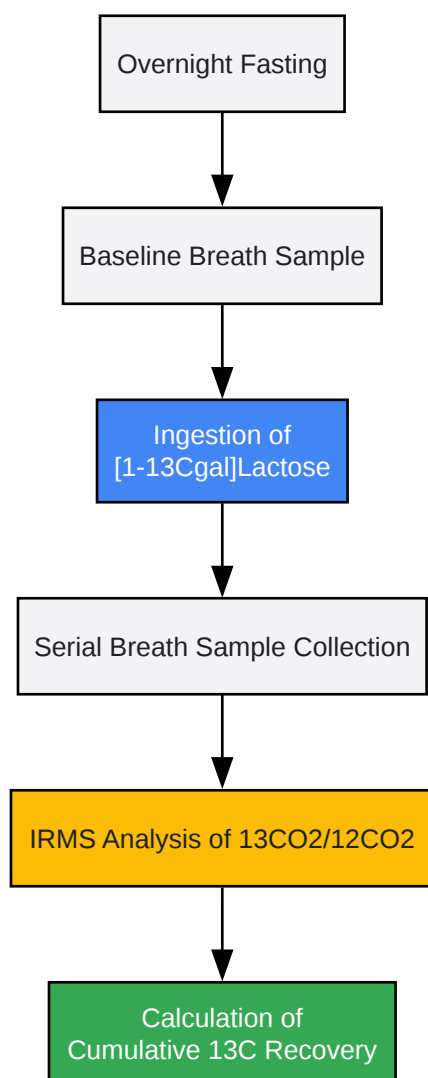 Overnight Fasting
Baseline Breath Sample
Ingestion of
[1-13Cgal]Lactose
Serial Breath Sample Collection
IRMS Analysis of 13CO2/12CO2
Calculation of
Cumulative 13C Recovery